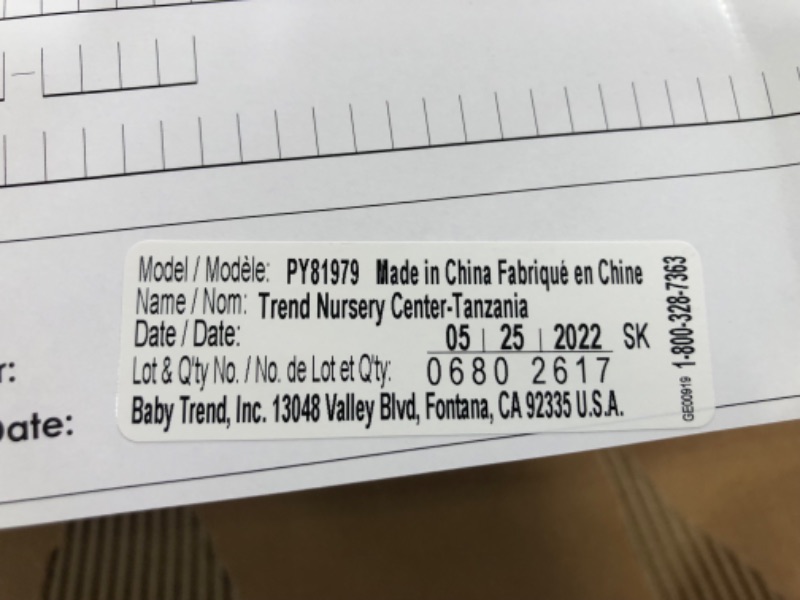 Model / Modèle: PY81979 Made in China Fabriqué en Chine
Name / Nom: Trend Nursery Center-Tanzania
Date / Date: 05 | 25 | 2022 SK
Lot & Q'ty No. / No. de Lot et Q'ty: 0680 2617
Baby Trend, Inc. 13048 Valley Blvd, Fontana, CA 92335 U.S.A.
GE00919 1-800-328-7363
r:
Date: